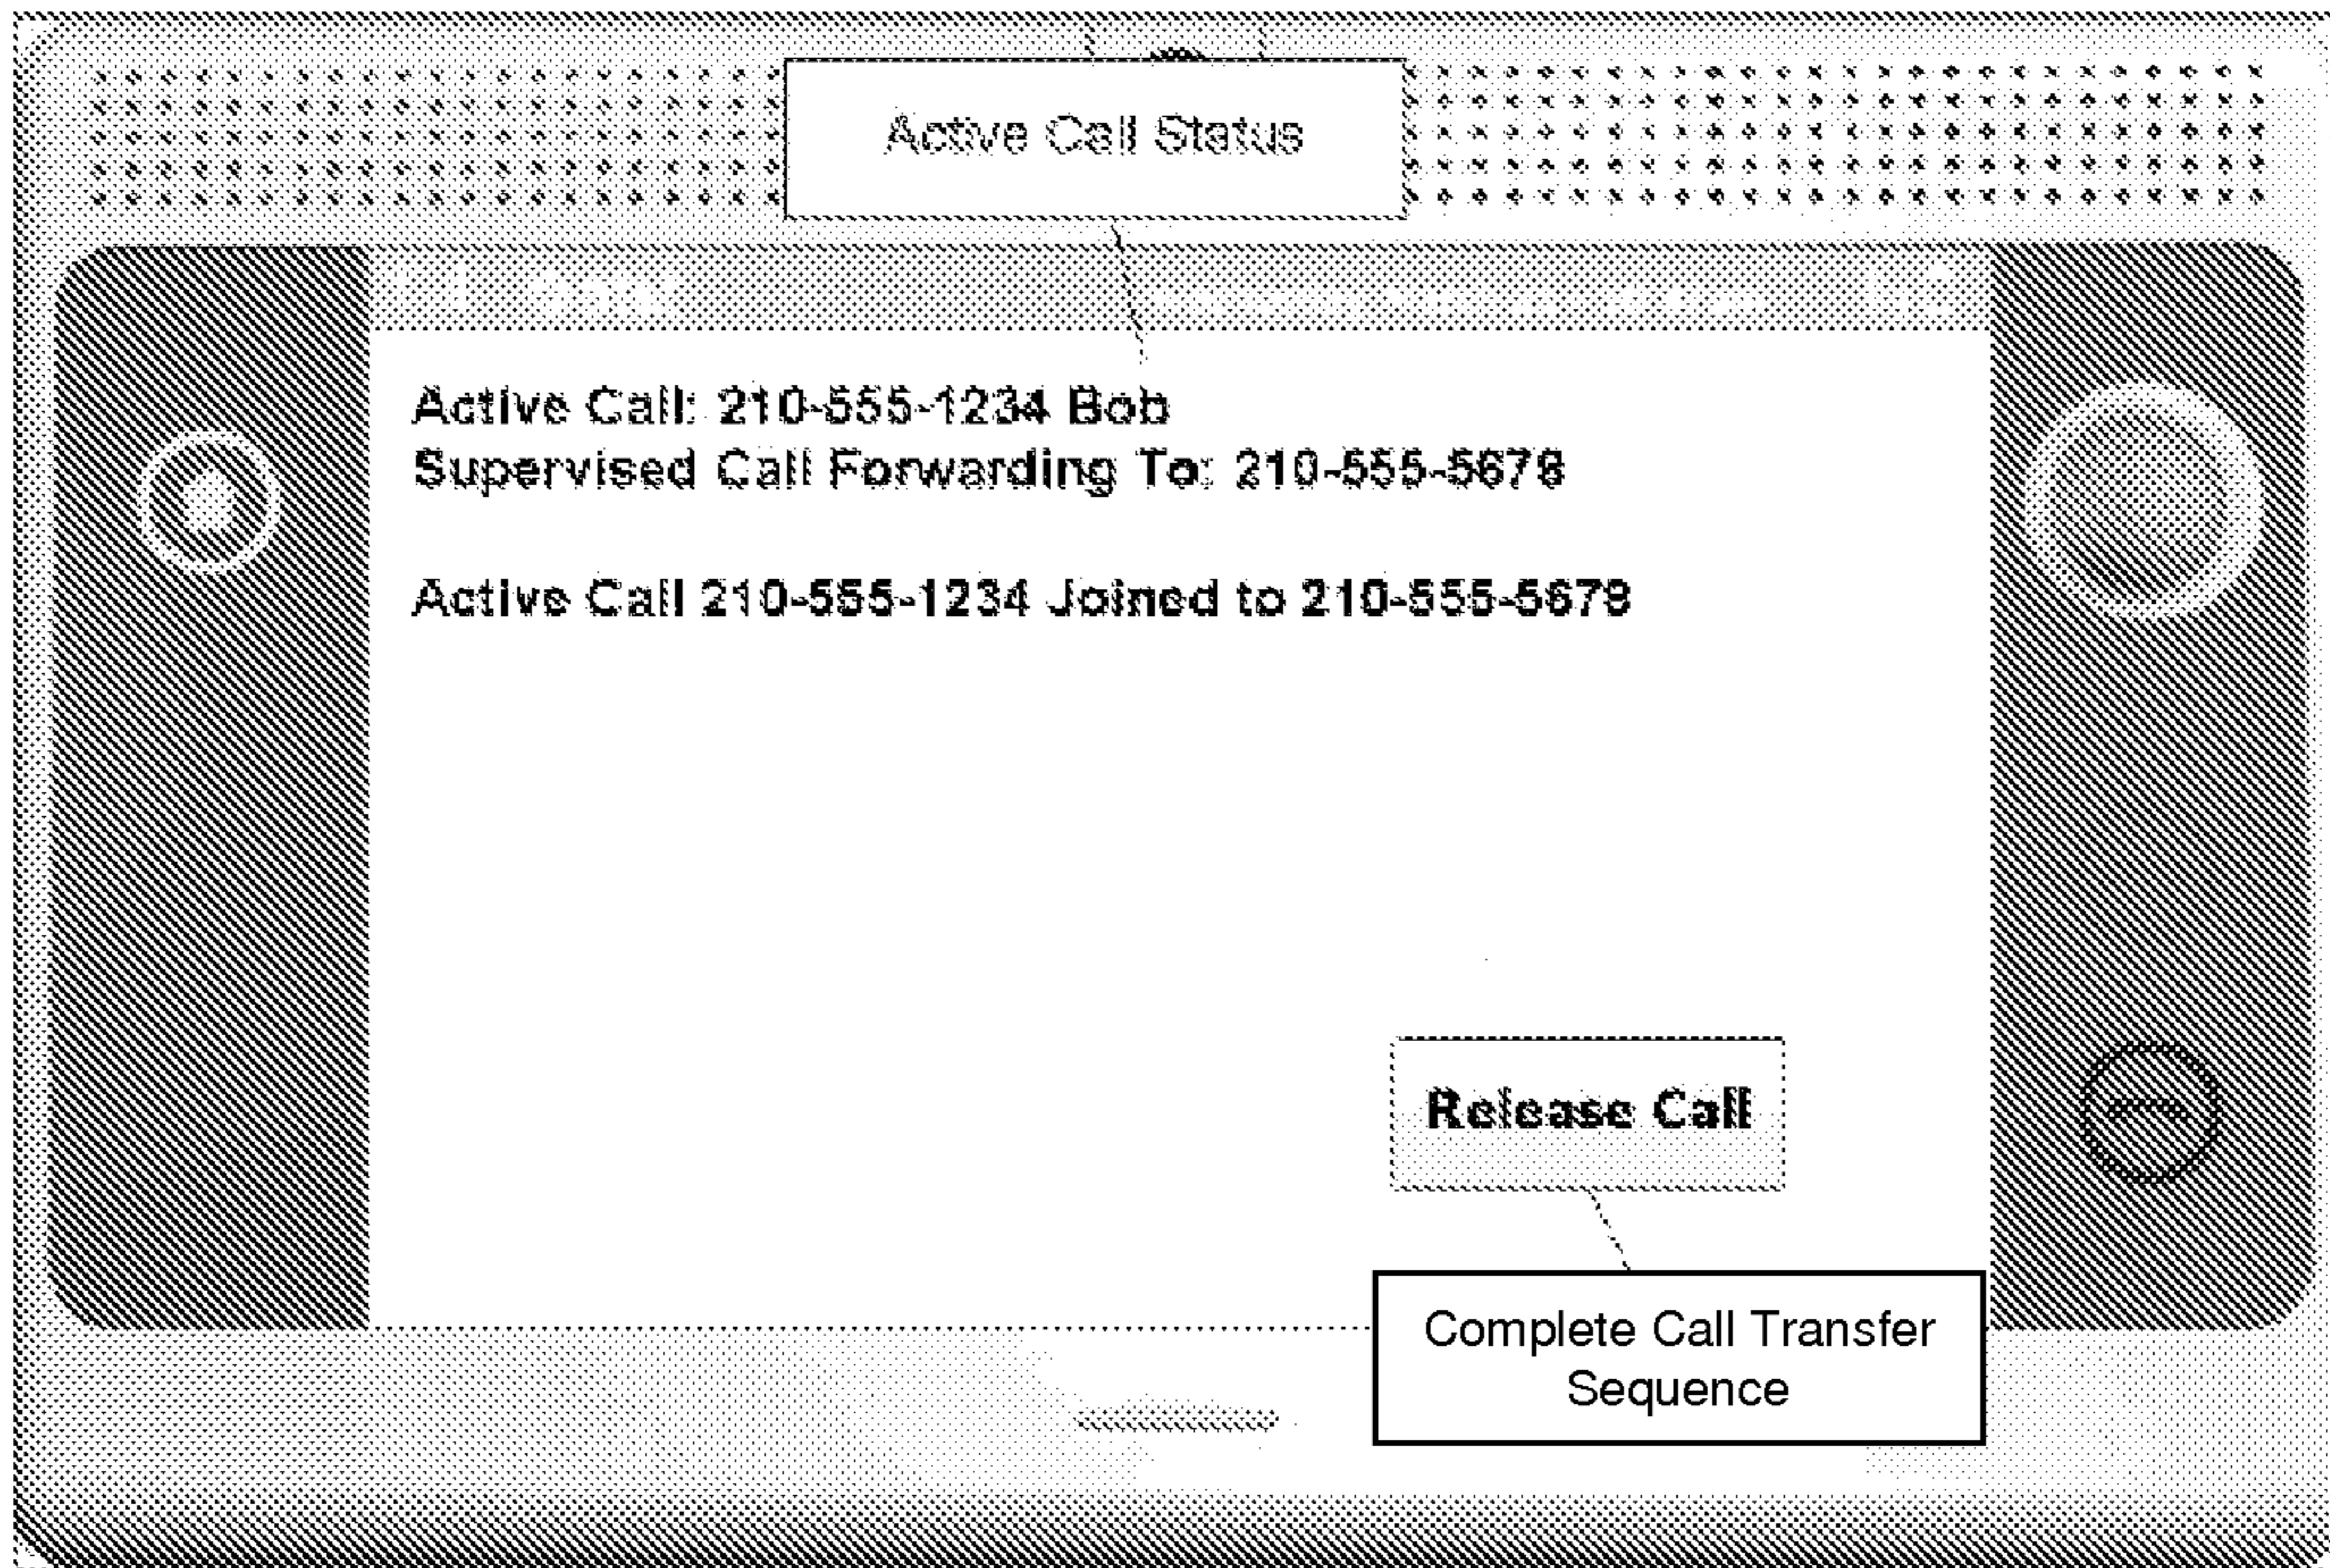 Active Call Status
Active Call: 210-555-1234 Bob
Supervised Call Forwarding To: 210-555-5678
Active Call 210-555-1234 Joined to 210-555-5678
Release Call
Complete Call Transfer
Sequence